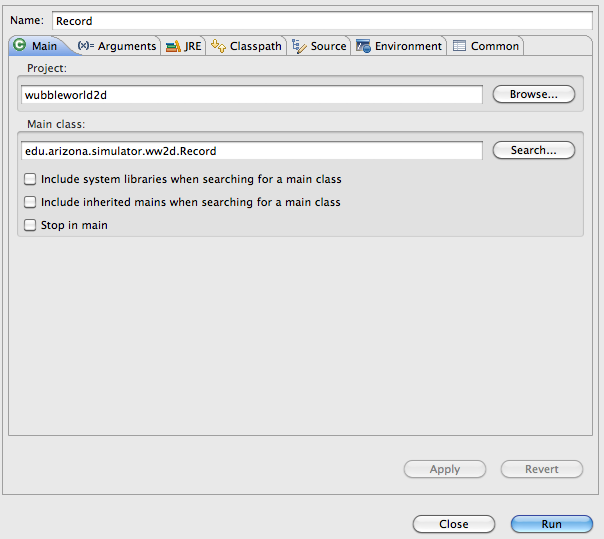 Name: Record
Main (x)= Arguments JRE Classpath Source Environment Common
Project:
wubbleworld2d Browse...
Main class:
edu.arizona.simulator.ww2d.Record Search...
Include system libraries when searching for a main class
Include inherited mains when searching for a main class
Stop in main
Apply Revert
Close Run